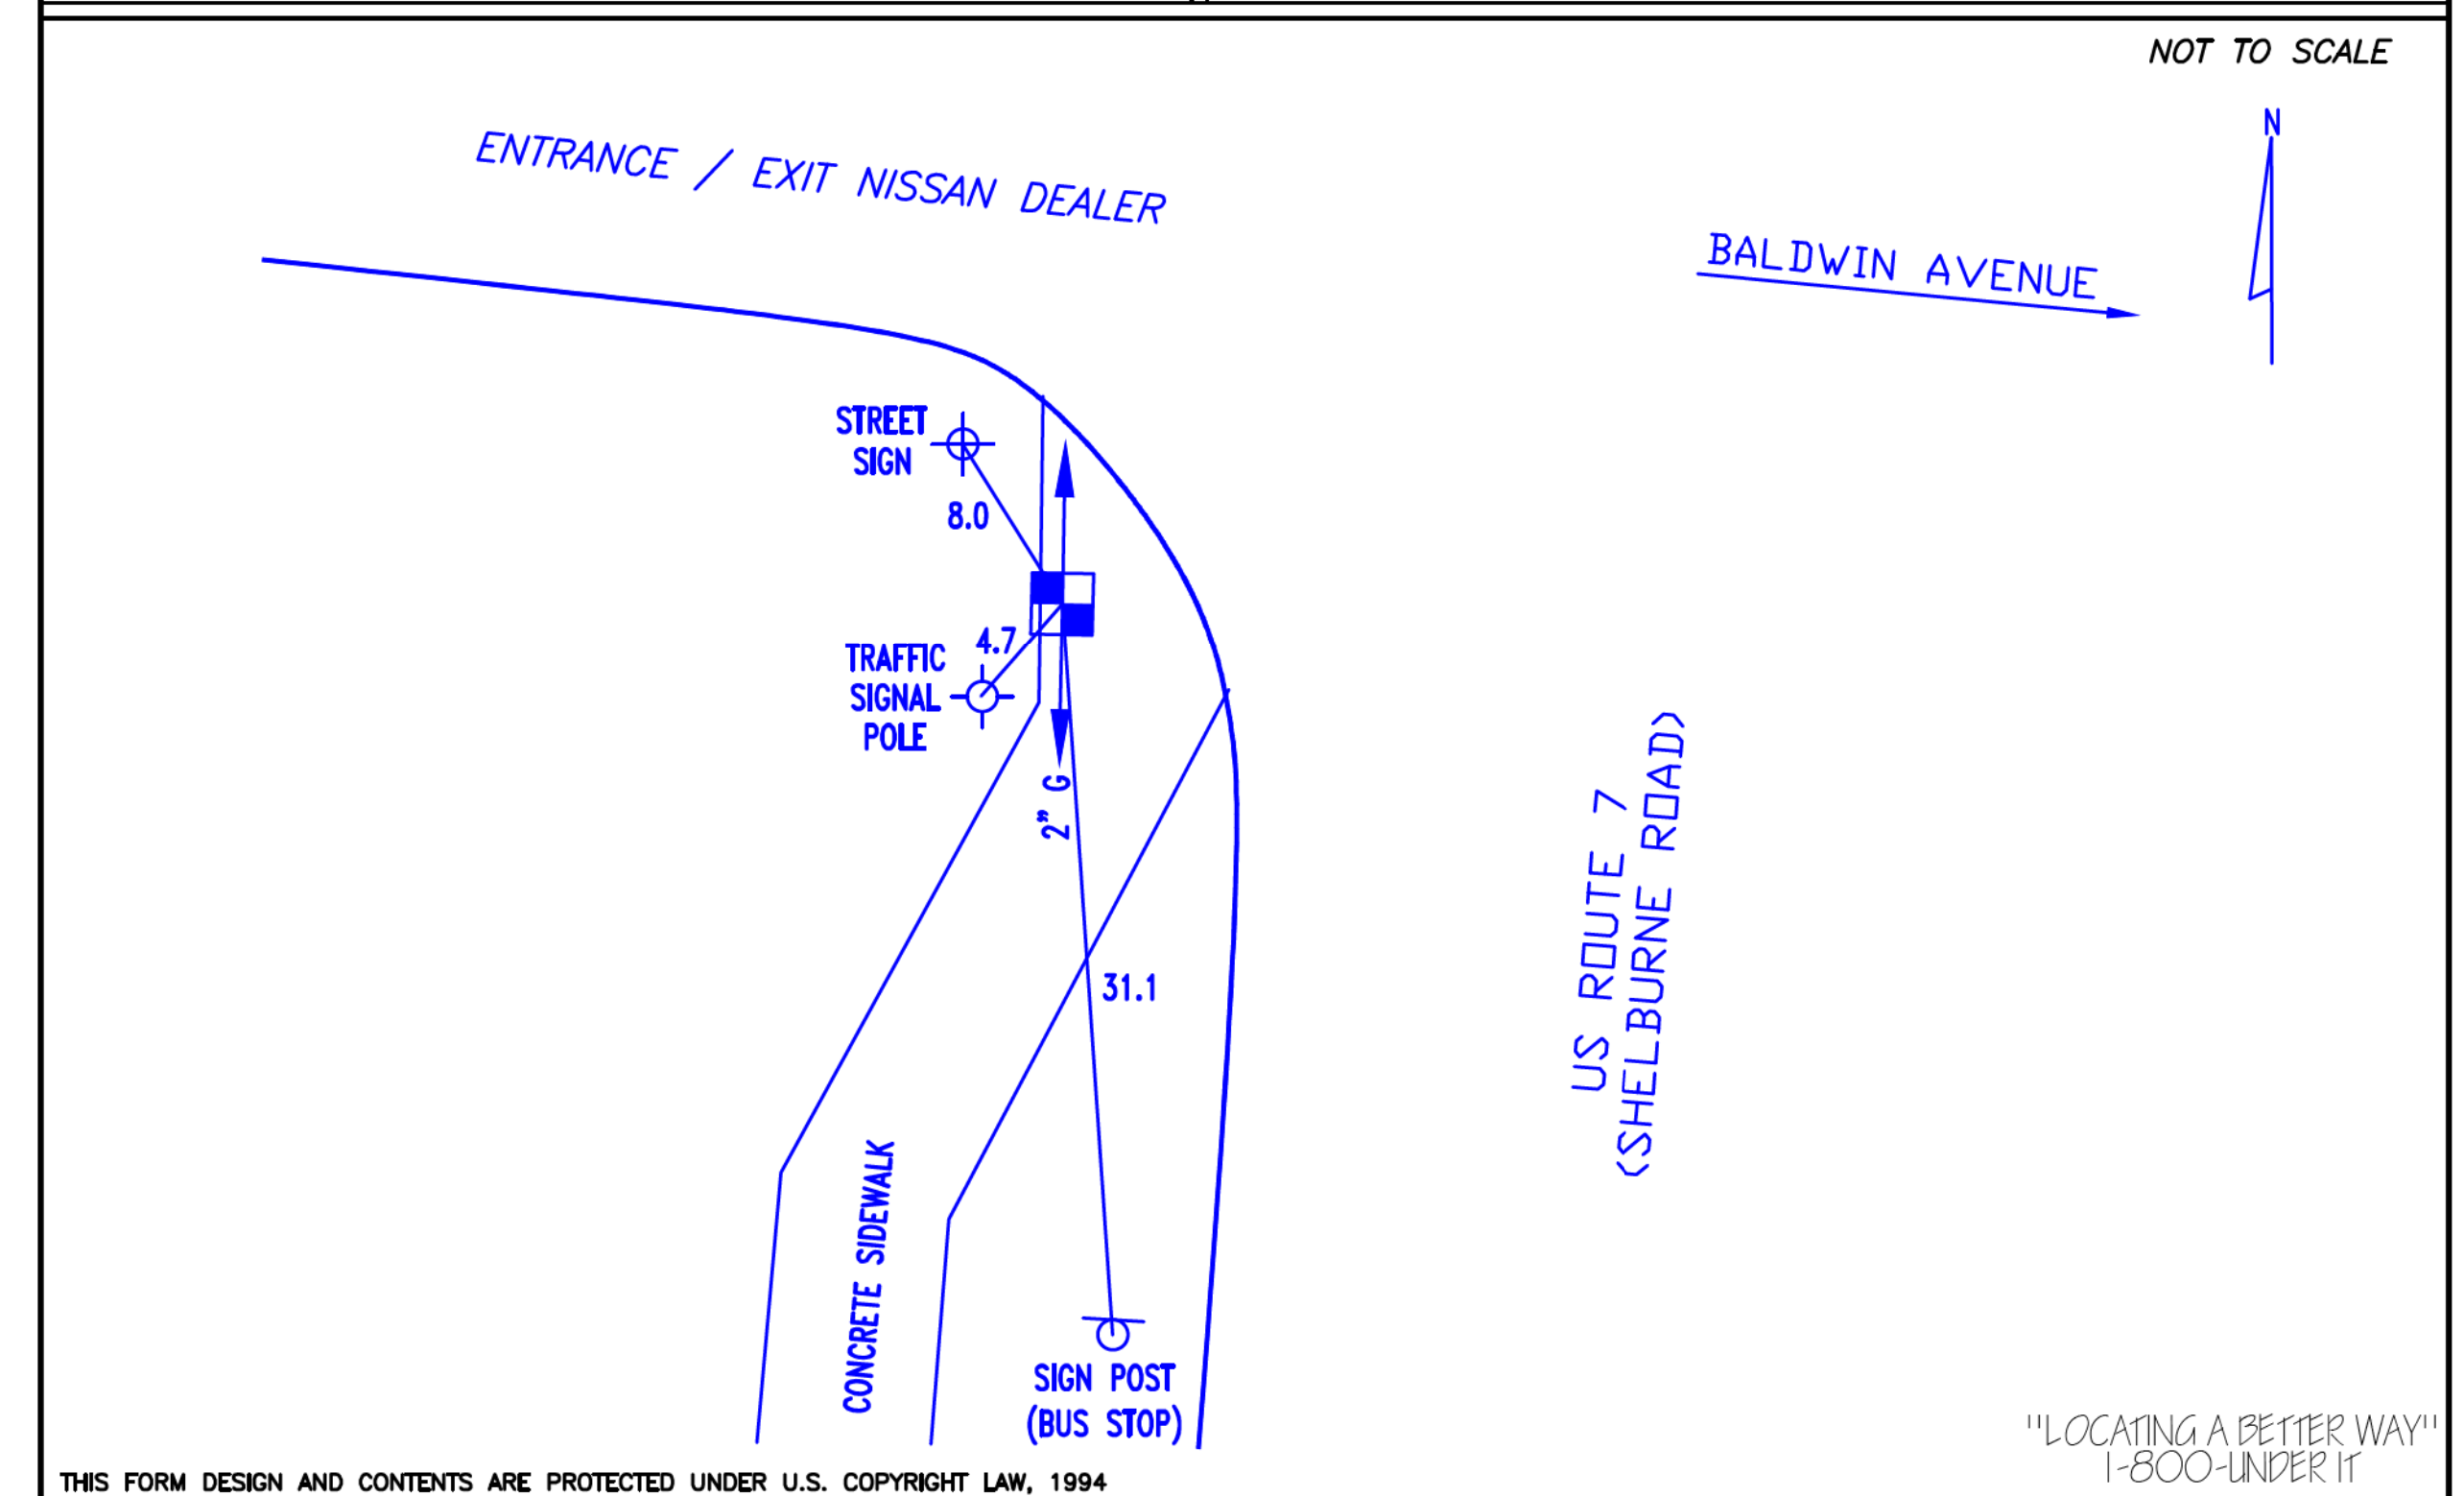 NOT TO SCALE
N
ENTRANCE / EXIT NISSAN DEALER
BALDWIN AVENUE
STREET
SIGN
8.0
4.7
TRAFFIC
SIGNAL
POLE
2" G
US ROUTE 7
(SHELBURNE ROAD)
31.1
CONCRETE SIDEWALK
SIGN POST
(BUS STOP)
"LOCATING A BETTER WAY"
1-800-UNDER IT
THIS FORM DESIGN AND CONTENTS ARE PROTECTED UNDER U.S. COPYRIGHT LAW, 1994